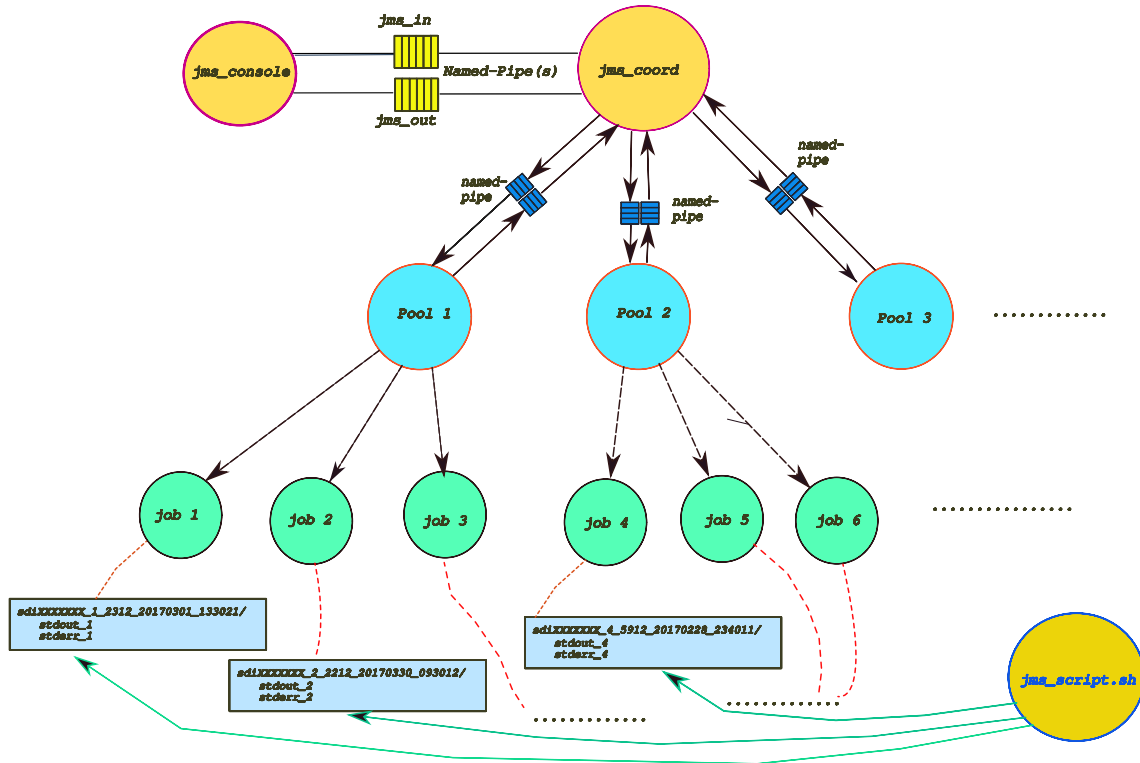 jms_in
jms_console
Named-Pipe(s)
jms_coord
jms_out
named-
pipe
named-
pipe
named-
pipe
Pool 1
Pool 2
Pool 3
job 1
job 2
job 3
job 4
job 5
job 6
sdiXXXXXXX_1_2312_20170301_133021/
stdout_1
stderr_1
sdiXXXXXXX_2_2212_20170330_093012/
stdout_2
stderr_2
sdiXXXXXXX_4_5912_20170228_234011/
stdout_4
stderr_4
jms_script.sh